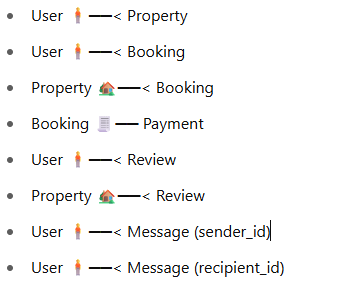 • User 🧍 ──< Property
• User 🧍 ──< Booking
• Property 🏠 ──< Booking
• Booking 🧾 ── Payment
• User 🧍 ──< Review
• Property 🏠 ──< Review
• User 🧍 ──< Message (sender_id)
• User 🧍 ──< Message (recipient_id)